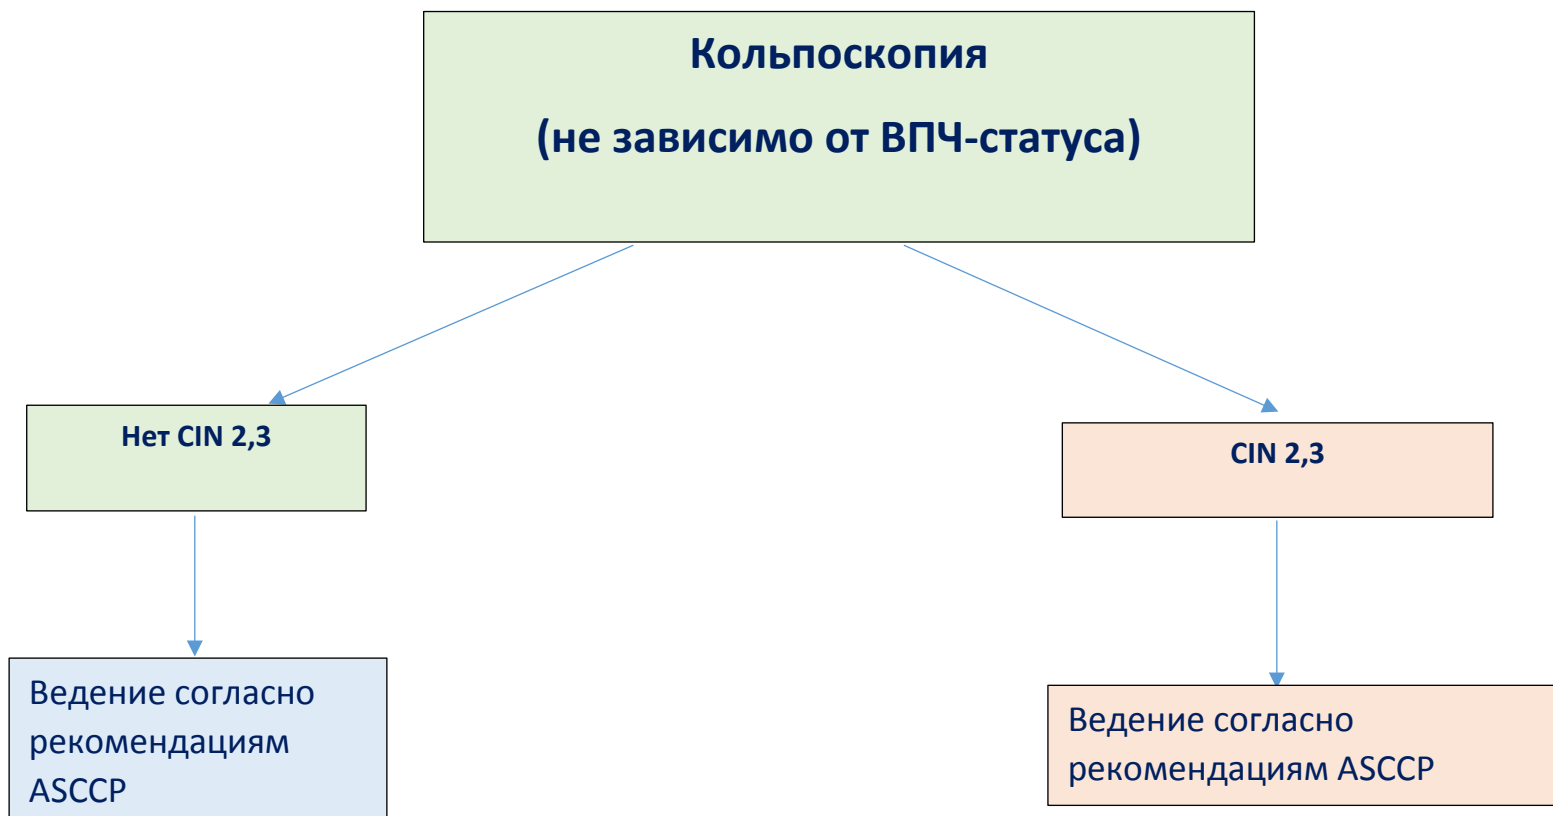 Кольпоскопия
(не зависимо от ВПЧ-статуса)
Нет CIN 2,3
CIN 2,3
Ведение согласно
рекомендациям
ASCCP
Ведение согласно
рекомендациям ASCCP